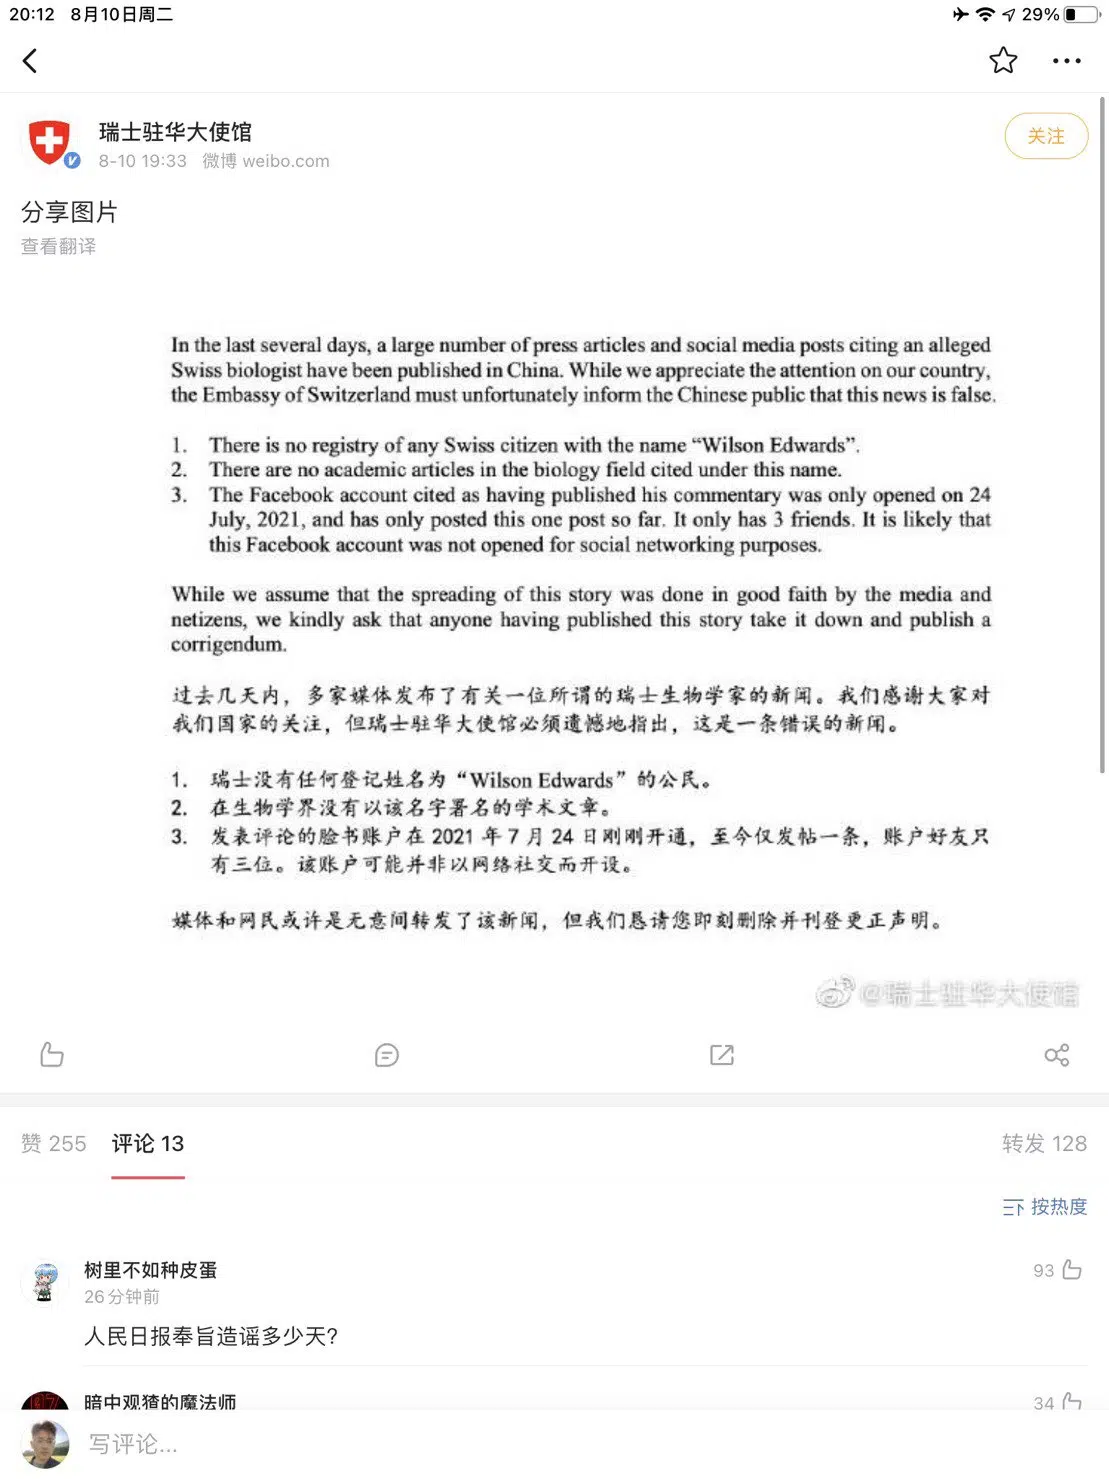 20:12 8月10日周二
29%
瑞士驻华大使馆
8-10 19:33 微博 weibo.com
关注
分享图片
查看翻译
In the last several days, a large number of press articles and social media posts citing an alleged
Swiss biologist have been published in China. While we appreciate the attention on our country,
the Embassy of Switzerland must unfortunately inform the Chinese public that this news is false.
1. There is no registry of any Swiss citizen with the name “Wilson Edwards”.
2. There are no academic articles in the biology field cited under this name.
3. The Facebook account cited as having published his commentary was only opened on 24
July, 2021, and has only posted this one post so far. It only has 3 friends. It is likely that
this Facebook account was not opened for social networking purposes.
While we assume that the spreading of this story was done in good faith by the media and
netizens, we kindly ask that anyone having published this story take it down and publish a
corrigendum.
过去几天内，多家媒体发布了有关一位所谓的瑞士生物学家的新闻。我们感谢大家对
我们国家的关注，但瑞士驻华大使馆必须遗憾地指出，这是一条错误的新闻。
1. 瑞士没有任何登记姓名为“Wilson Edwards”的公民。
2. 在生物学界没有以该名字署名的学术文章。
3. 发表评论的脸书账户在 2021 年 7 月 24 日刚刚开通，至今仅发帖一条，账户好友只
有三位。该账户可能并非以网络社交而开设。
媒体和网民或许是无意间转发了该新闻，但我们恳请您即刻删除并刊登更正声明。
@瑞士驻华大使馆
赞 255 评论 13 转发 128
按热度
树里不如种皮蛋
93
26分钟前
人民日报奉旨造谣多少天?
暗中观猹的魔法师
34
写评论...